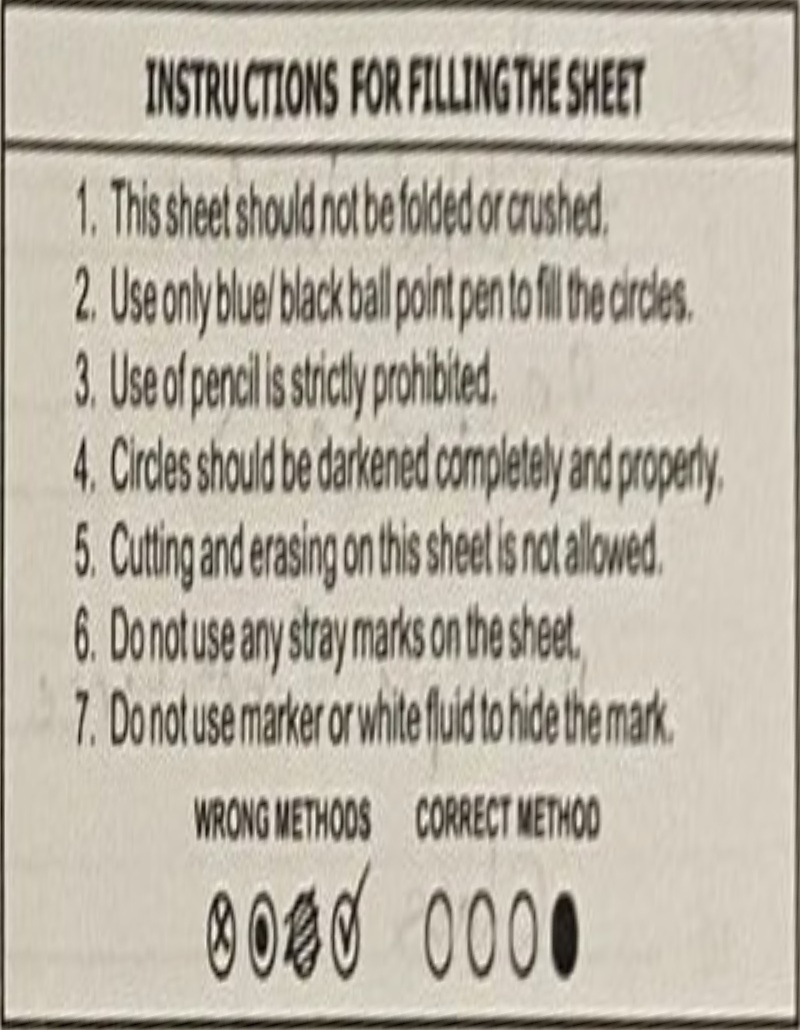 INSTRUCTIONS FOR FILLING THE SHEET
1. This sheet should not be folded or crushed.
2. Use only blue/ black ball point pen to fill the circles.
3. Use of pencil is strictly prohibited.
4. Circles should be darkened completely and properly.
5. Cutting and erasing on this sheet is not allowed.
6. Do not use any stray marks on the sheet.
7. Do not use marker or white fluid to hide the mark.
WRONG METHODS CORRECT METHOD